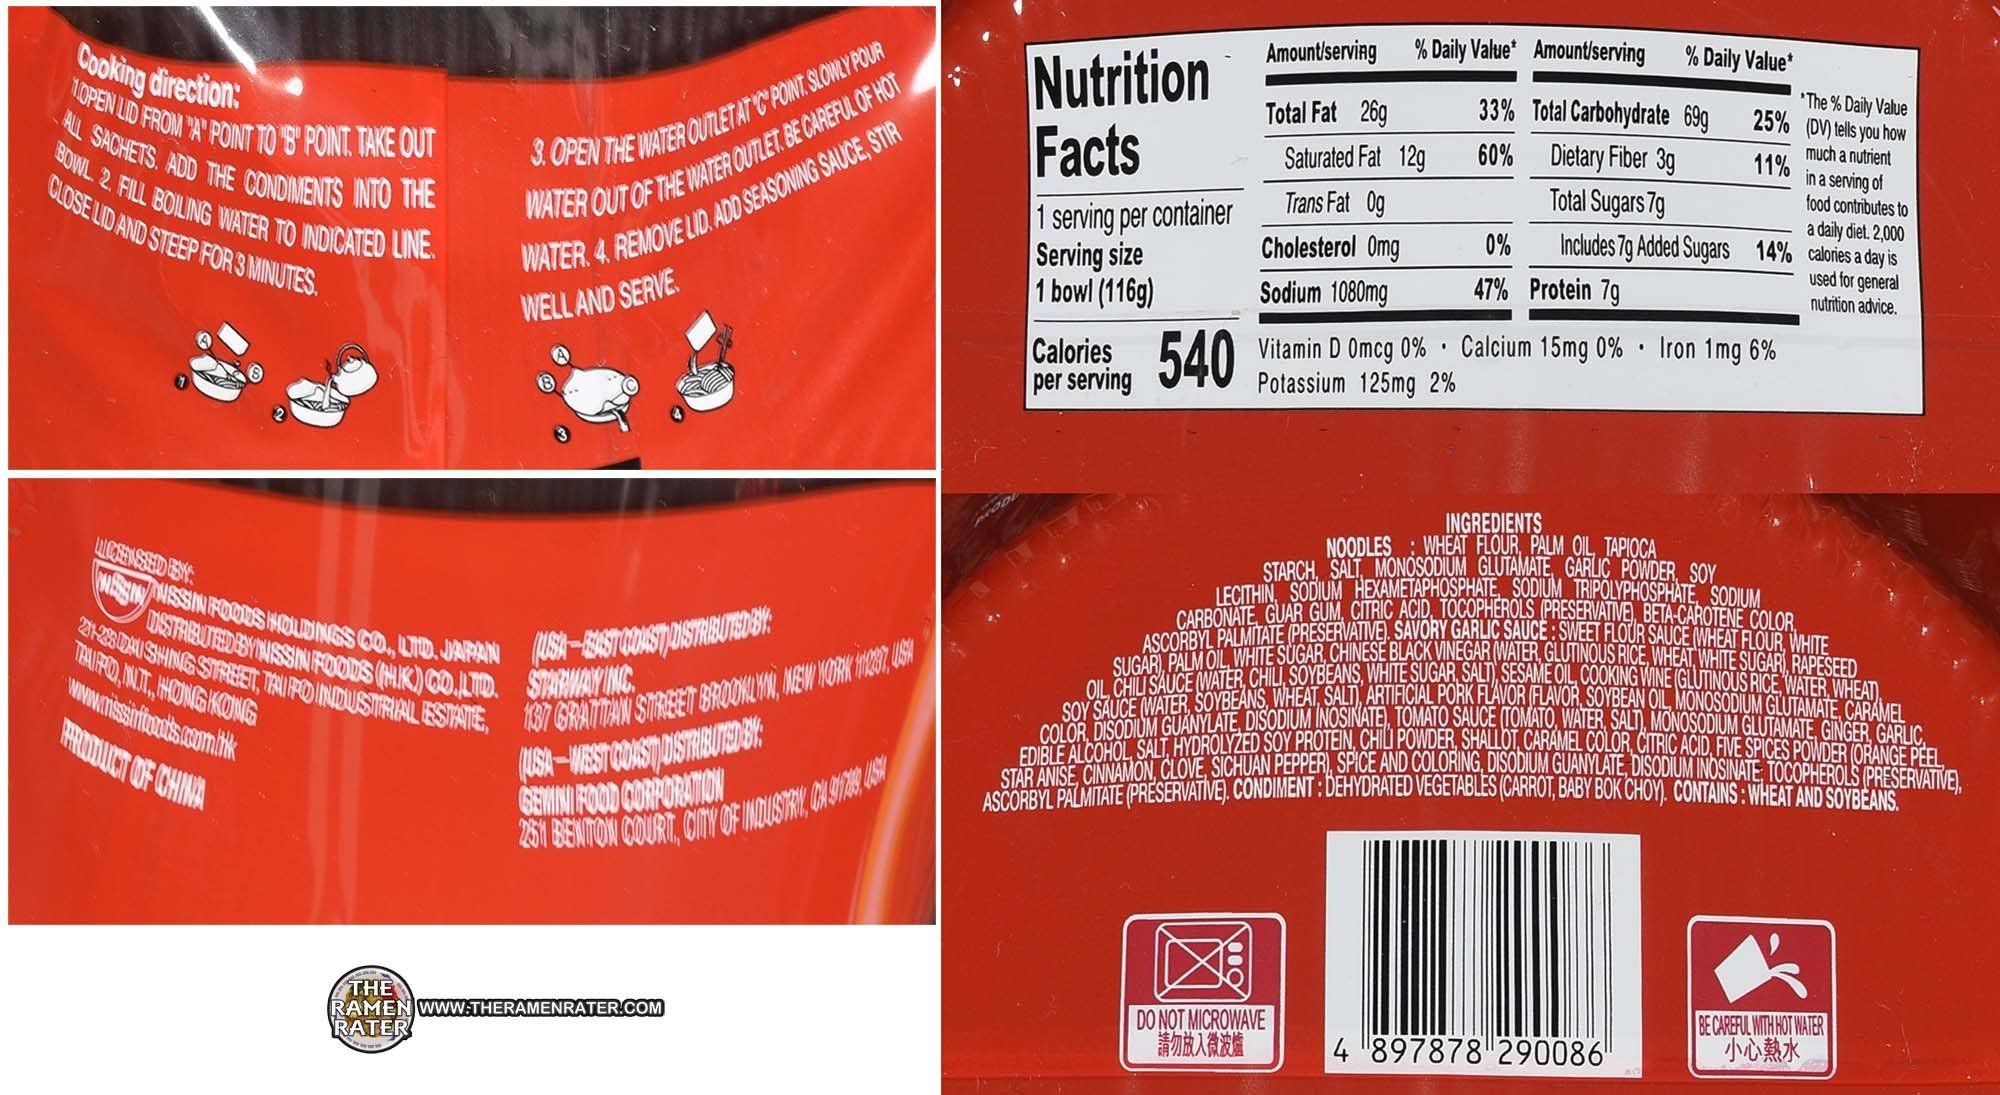 Cooking direction:
1.OPEN LID FROM "A" POINT TO "B" POINT. TAKE OUT
ALL SACHETS. ADD THE CONDIMENTS INTO THE
BOWL. 2. FILL BOILING WATER TO INDICATED LINE.
CLOSE LID AND STEEP FOR 3 MINUTES.
3. OPEN THE WATER OUTLET AT "C" POINT. SLOWLY POUR
WATER OUT OF THE WATER OUTLET. BE CAREFUL OF HOT
WATER. 4. REMOVE LID. ADD SEASONING SAUCE, STIR
WELL AND SERVE.
A
B
1
2
A
B
C
3
4
LICENSED BY:
NISSIN NISSIN FOODS HOLDINGS CO., LTD. JAPAN
DISTRIBUTED BY NISSIN FOODS (H.K.) CO.,LTD.
21-23 DAI SHING STREET, TAI PO INDUSTRIAL ESTATE,
TAI PO, N.T., HONG KONG
www.nissinfoods.com.hk
PRODUCT OF CHINA
(USA—EAST COAST) DISTRIBUTED BY:
STARWAY INC.
137 GRATTAN STREET BROOKLYN, NEW YORK 11237, USA
(USA—WEST COAST) DISTRIBUTED BY:
GEMINI FOOD CORPORATION
251 BENTON COURT, CITY OF INDUSTRY, CA 91789, USA
THE
RAMEN
RATER
WWW.THERAMENRATER.COM
Nutrition
Facts
1 serving per container
Serving size
1 bowl (116g)
Calories
per serving 540
Amount/serving % Daily Value*
Total Fat 26g 33%
Saturated Fat 12g 60%
Trans Fat 0g
Cholesterol 0mg 0%
Sodium 1080mg 47%
Amount/serving % Daily Value*
Total Carbohydrate 69g 25%
Dietary Fiber 3g 11%
Total Sugars 7g
Includes 7g Added Sugars 14%
Protein 7g
Vitamin D 0mcg 0% • Calcium 15mg 0% • Iron 1mg 6%
Potassium 125mg 2%
*The % Daily Value
(DV) tells you how
much a nutrient
in a serving of
food contributes to
a daily diet. 2,000
calories a day is
used for general
nutrition advice.
INGREDIENTS
NOODLES : WHEAT FLOUR, PALM OIL, TAPIOCA
STARCH, SALT, MONOSODIUM GLUTAMATE, GARLIC POWDER, SOY
LECITHIN, SODIUM HEXAMETAPHOSPHATE, SODIUM TRIPOLYPHOSPHATE, SODIUM
CARBONATE, GUAR GUM, CITRIC ACID, TOCOPHEROLS (PRESERVATIVE), BETA-CAROTENE COLOR,
ASCORBYL PALMITATE (PRESERVATIVE). SAVORY GARLIC SAUCE : SWEET FLOUR SAUCE (WHEAT FLOUR, WHITE
SUGAR), PALM OIL, WHITE SUGAR, CHINESE BLACK VINEGAR (WATER, GLUTINOUS RICE, WHEAT, WHITE SUGAR), RAPESEED
OIL, CHILI SAUCE (WATER, CHILI, SOYBEANS, WHITE SUGAR, SALT), SESAME OIL, COOKING WINE (GLUTINOUS RICE, WATER, WHEAT),
SOY SAUCE (WATER, SOYBEANS, WHEAT, SALT), ARTIFICIAL PORK FLAVOR (FLAVOR, SOYBEAN OIL, MONOSODIUM GLUTAMATE, CARAMEL
COLOR, DISODIUM GUANYLATE, DISODIUM INOSINATE), TOMATO SAUCE (TOMATO, WATER, SALT), MONOSODIUM GLUTAMATE, GINGER, GARLIC,
EDIBLE ALCOHOL, SALT, HYDROLYZED SOY PROTEIN, CHILI POWDER, SHALLOT, CARAMEL COLOR, CITRIC ACID, FIVE SPICES POWDER (ORANGE PEEL,
STAR ANISE, CINNAMON, CLOVE, SICHUAN PEPPER), SPICE AND COLORING, DISODIUM GUANYLATE, DISODIUM INOSINATE, TOCOPHEROLS (PRESERVATIVE),
ASCORBYL PALMITATE (PRESERVATIVE). CONDIMENT : DEHYDRATED VEGETABLES (CARROT, BABY BOK CHOY). CONTAINS : WHEAT AND SOYBEANS.
DO NOT MICROWAVE
請勿放入微波爐
4 897878 290086
BE CAREFUL WITH HOT WATER
小心熱水